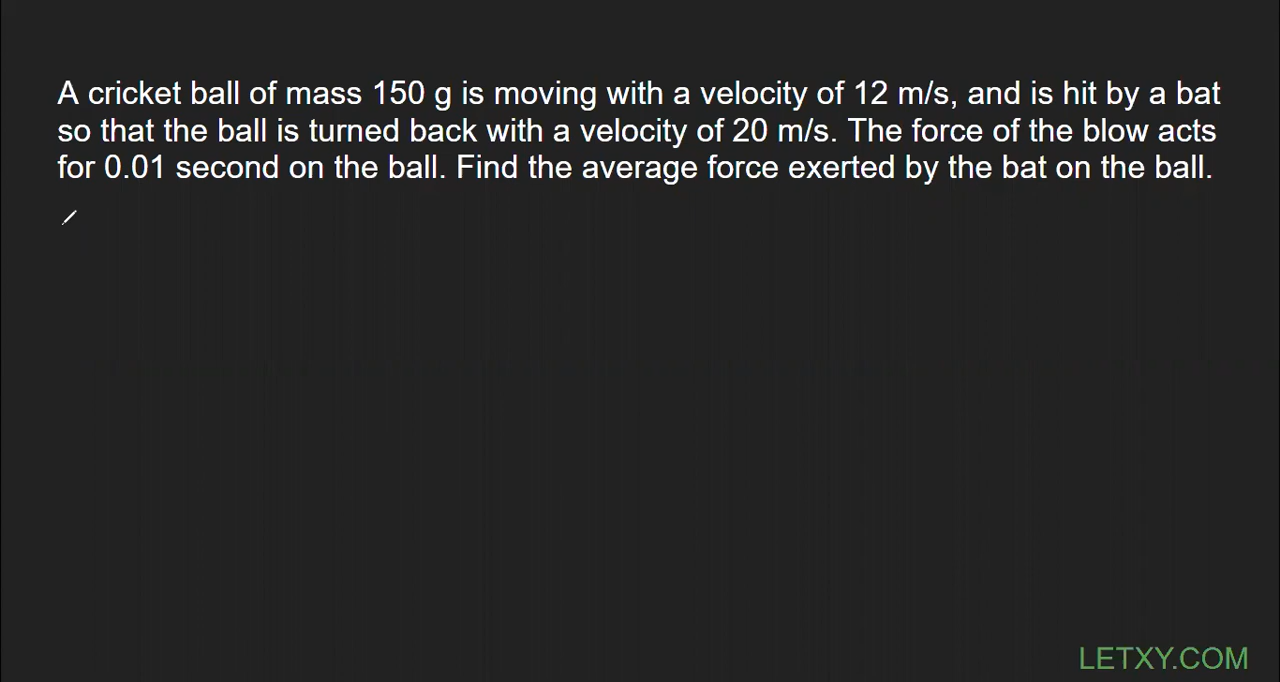 A cricket ball of mass 150 g is moving with a velocity of 12 m/s, and is hit by a bat
so that the ball is turned back with a velocity of 20 m/s. The force of the blow acts
for 0.01 second on the ball. Find the average force exerted by the bat on the ball.
LETXY.COM